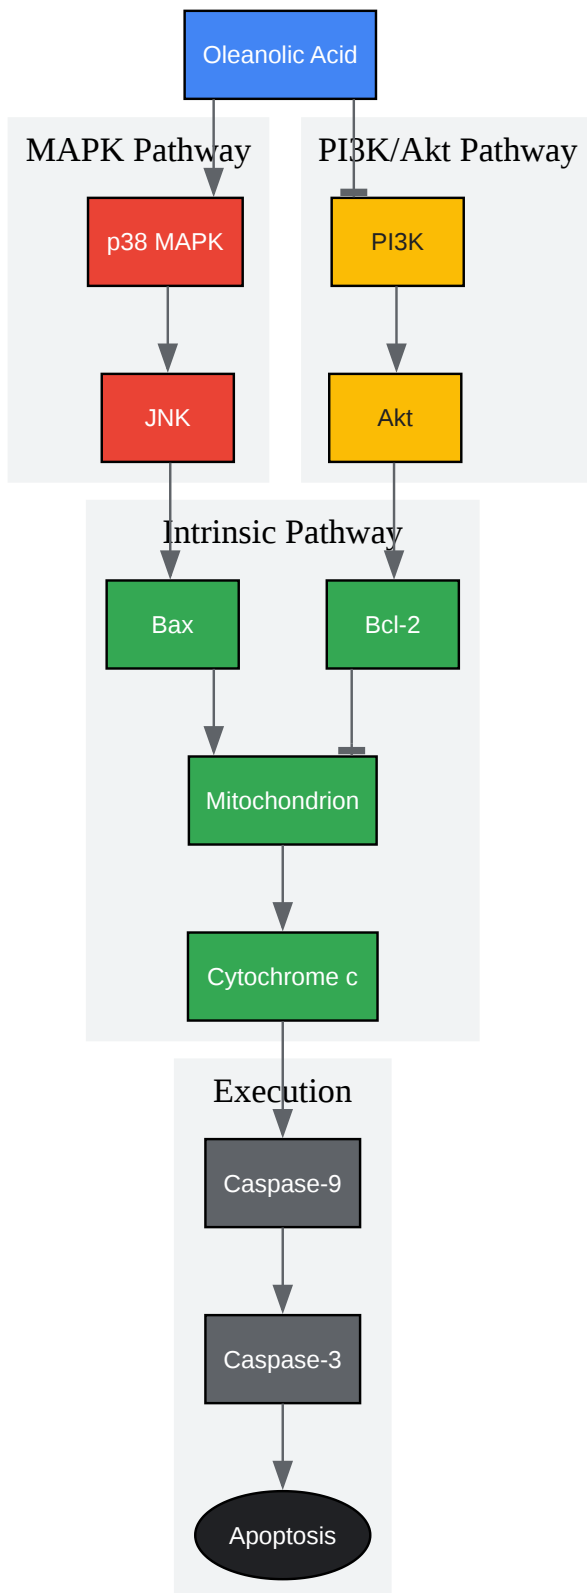 Oleanolic Acid
MAPK Pathway
PI3K/Akt Pathway
p38 MAPK
PI3K
JNK
Akt
Intrinsic Pathway
Bax
Bcl-2
Mitochondrion
Cytochrome c
Execution
Caspase-9
Caspase-3
Apoptosis